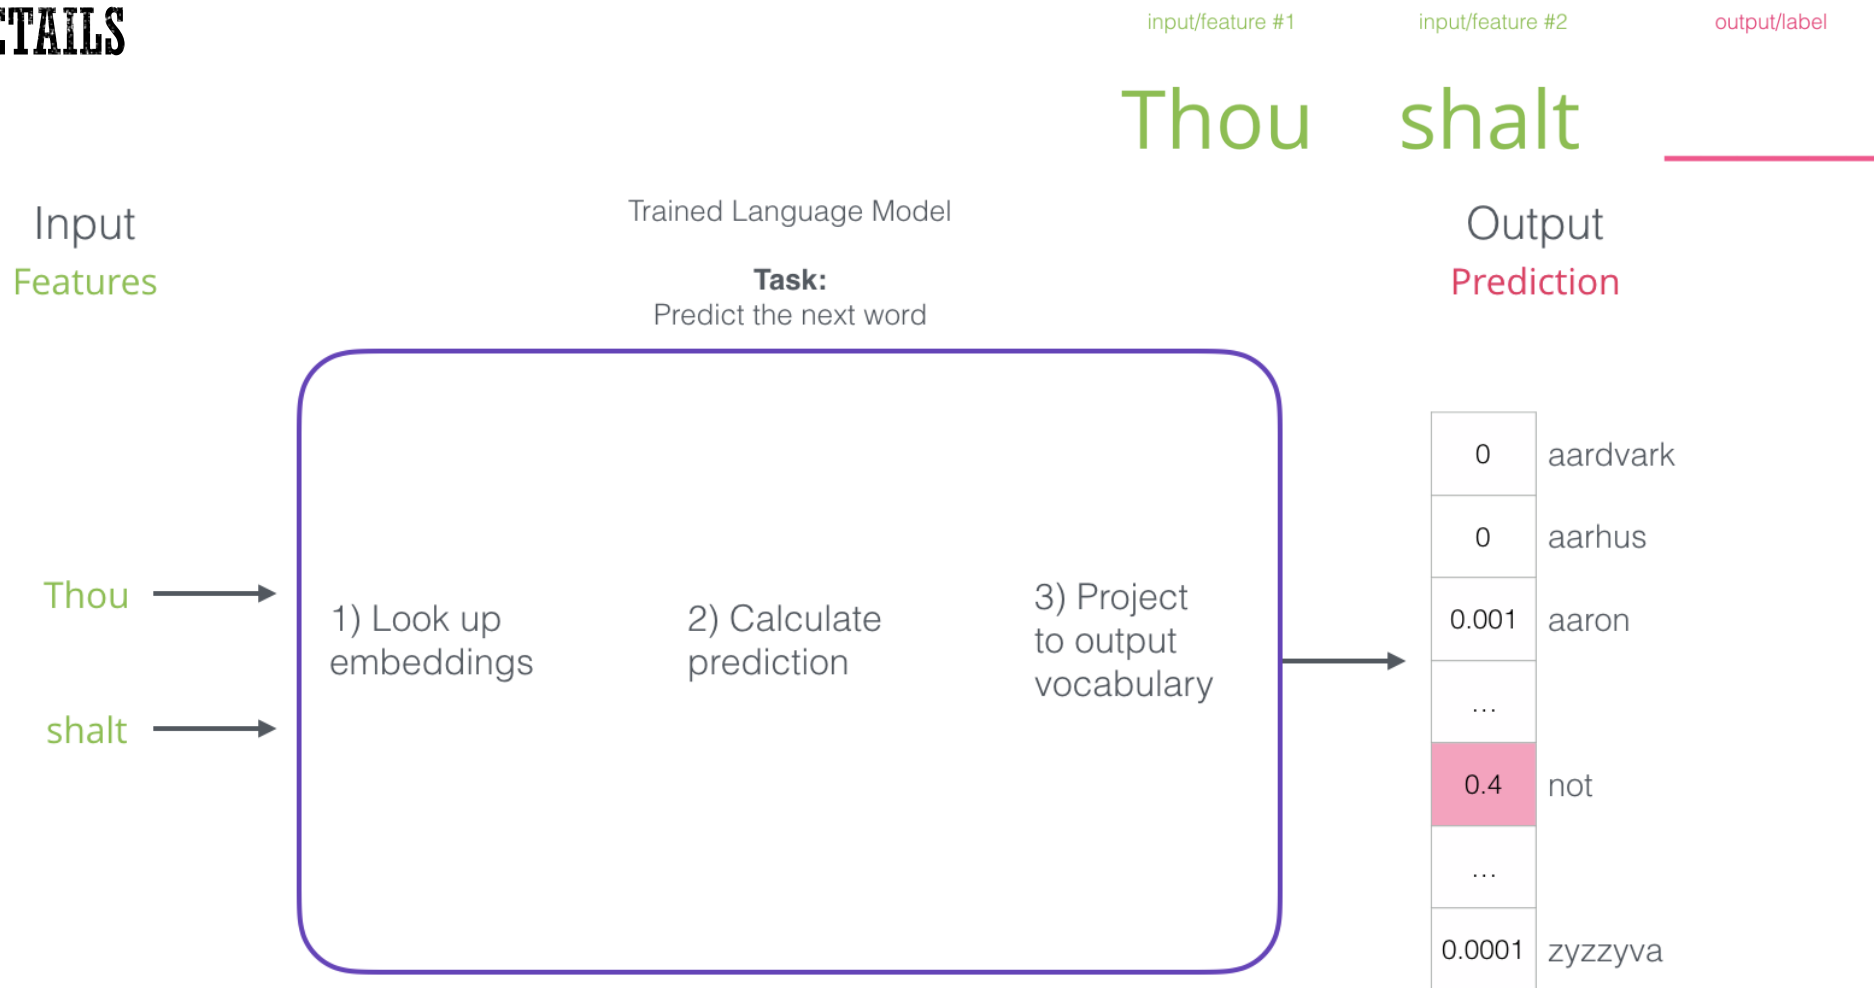 ETAILS
input/feature #1 input/feature #2 output/label
Thou shalt
Input
Features
Trained Language Model
Task:
Predict the next word
Output
Prediction
Thou
shalt
1) Look up
embeddings
2) Calculate
prediction
3) Project
to output
vocabulary
0 aardvark
0 aarhus
0.001 aaron
...
0.4 not
...
0.0001 zyzzyva